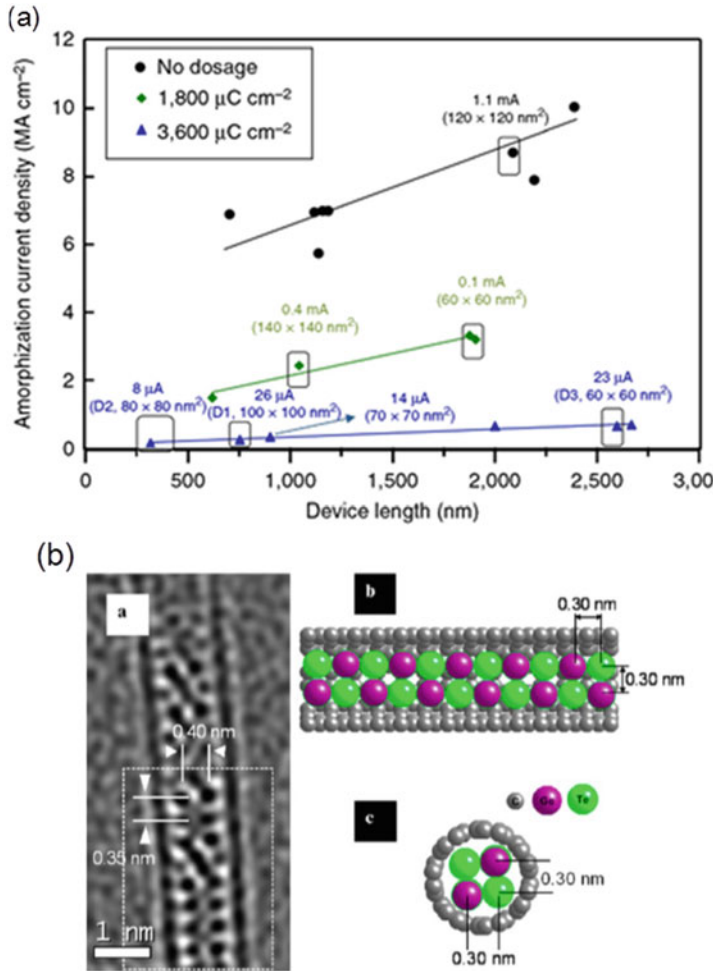 (a)
Amorphization current density (MA cm⁻²)
12
10
8
6
4
2
0
No dosage
1,800 μC cm⁻²
3,600 μC cm⁻²
1.1 mA
(120 × 120 nm²)
0.4 mA
(140 × 140 nm²)
0.1 mA
(60 × 60 nm²)
8 μA
(D2, 80 × 80 nm²)
26 μA
(D1, 100 × 100 nm²)
14 μA
(70 × 70 nm²)
23 μA
(D3, 60 × 60 nm²)
0
500
1,000
1,500
2,000
2,500
3,00
Device length (nm)
(b)
a
0.40 nm
0.35 nm
1 nm
b
0.30 nm
0.30 nm
c
C
Ge
Te
0.30 nm
0.30 nm